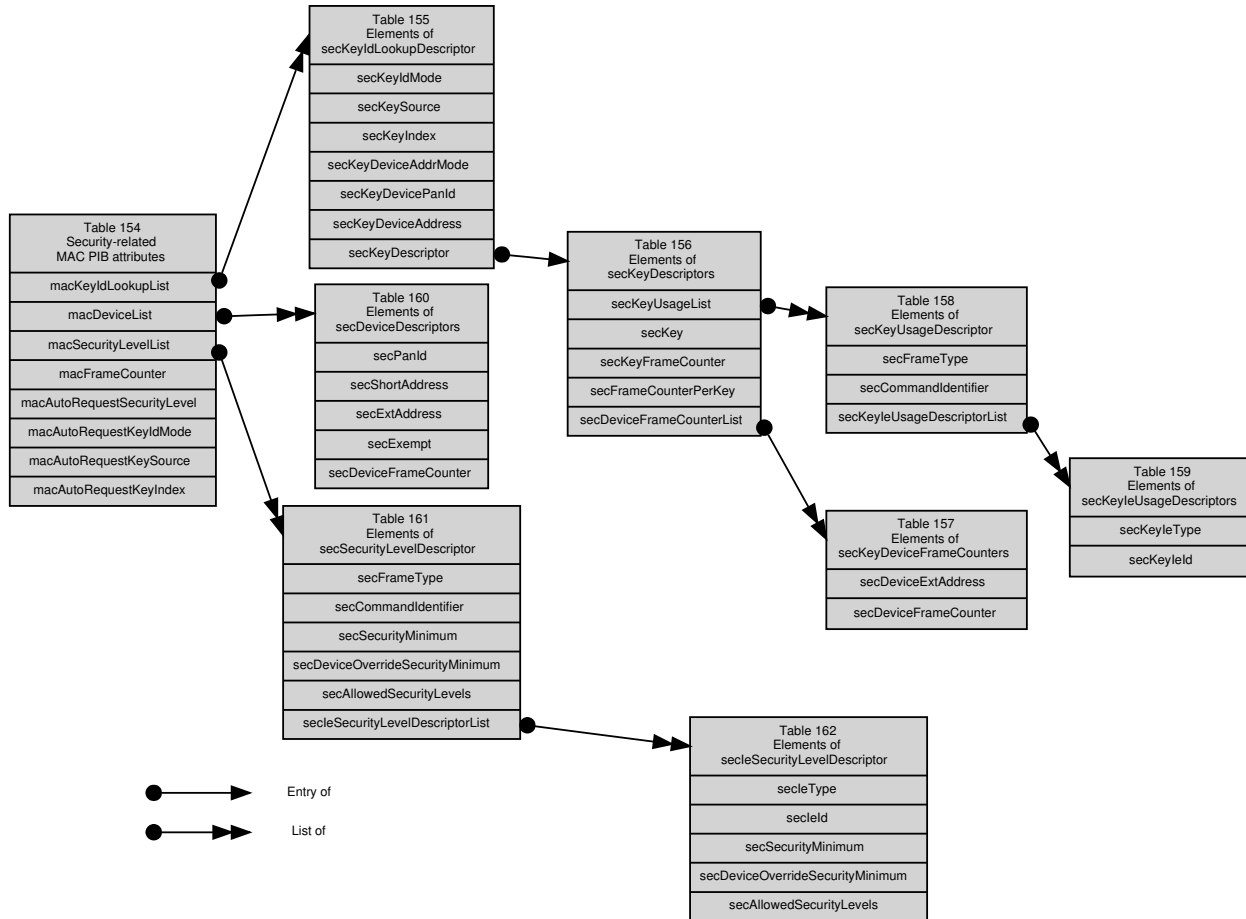 Table 155
Elements of
secKeyIdLookupDescriptor
secKeyIdMode
secKeySource
secKeyIndex
secKeyDeviceAddrMode
secKeyDevicePanId
secKeyDeviceAddress
secKeyDescriptor
Table 154
Security-related
MAC PIB attributes
macKeyIdLookupList
macDeviceList
macSecurityLevelList
macFrameCounter
macAutoRequestSecurityLevel
macAutoRequestKeyIdMode
macAutoRequestKeySource
macAutoRequestKeyIndex
Table 160
Elements of
secDeviceDescriptors
secPanId
secShortAddress
secExtAddress
secExempt
secDeviceFrameCounter
Table 156
Elements of
secKeyDescriptors
secKeyUsageList
secKey
secKeyFrameCounter
secFrameCounterPerKey
secDeviceFrameCounterList
Table 158
Elements of
secKeyUsageDescriptor
secFrameType
secCommandIdentifier
secKeyIeUsageDescriptorList
Table 159
Elements of
secKeyIeUsageDescriptors
secKeyIeType
secKeyIeId
Table 157
Elements of
secKeyDeviceFrameCounters
secDeviceExtAddress
secDeviceFrameCounter
Table 161
Elements of
secSecurityLevelDescriptor
secFrameType
secCommandIdentifier
secSecurityMinimum
secDeviceOverrideSecurityMinimum
secAllowedSecurityLevels
secIeSecurityLevelDescriptorList
Table 162
Elements of
secIeSecurityLevelDescriptor
secIeType
secIeId
secSecurityMinimum
secDeviceOverrideSecurityMinimum
secAllowedSecurityLevels
Entry of
List of